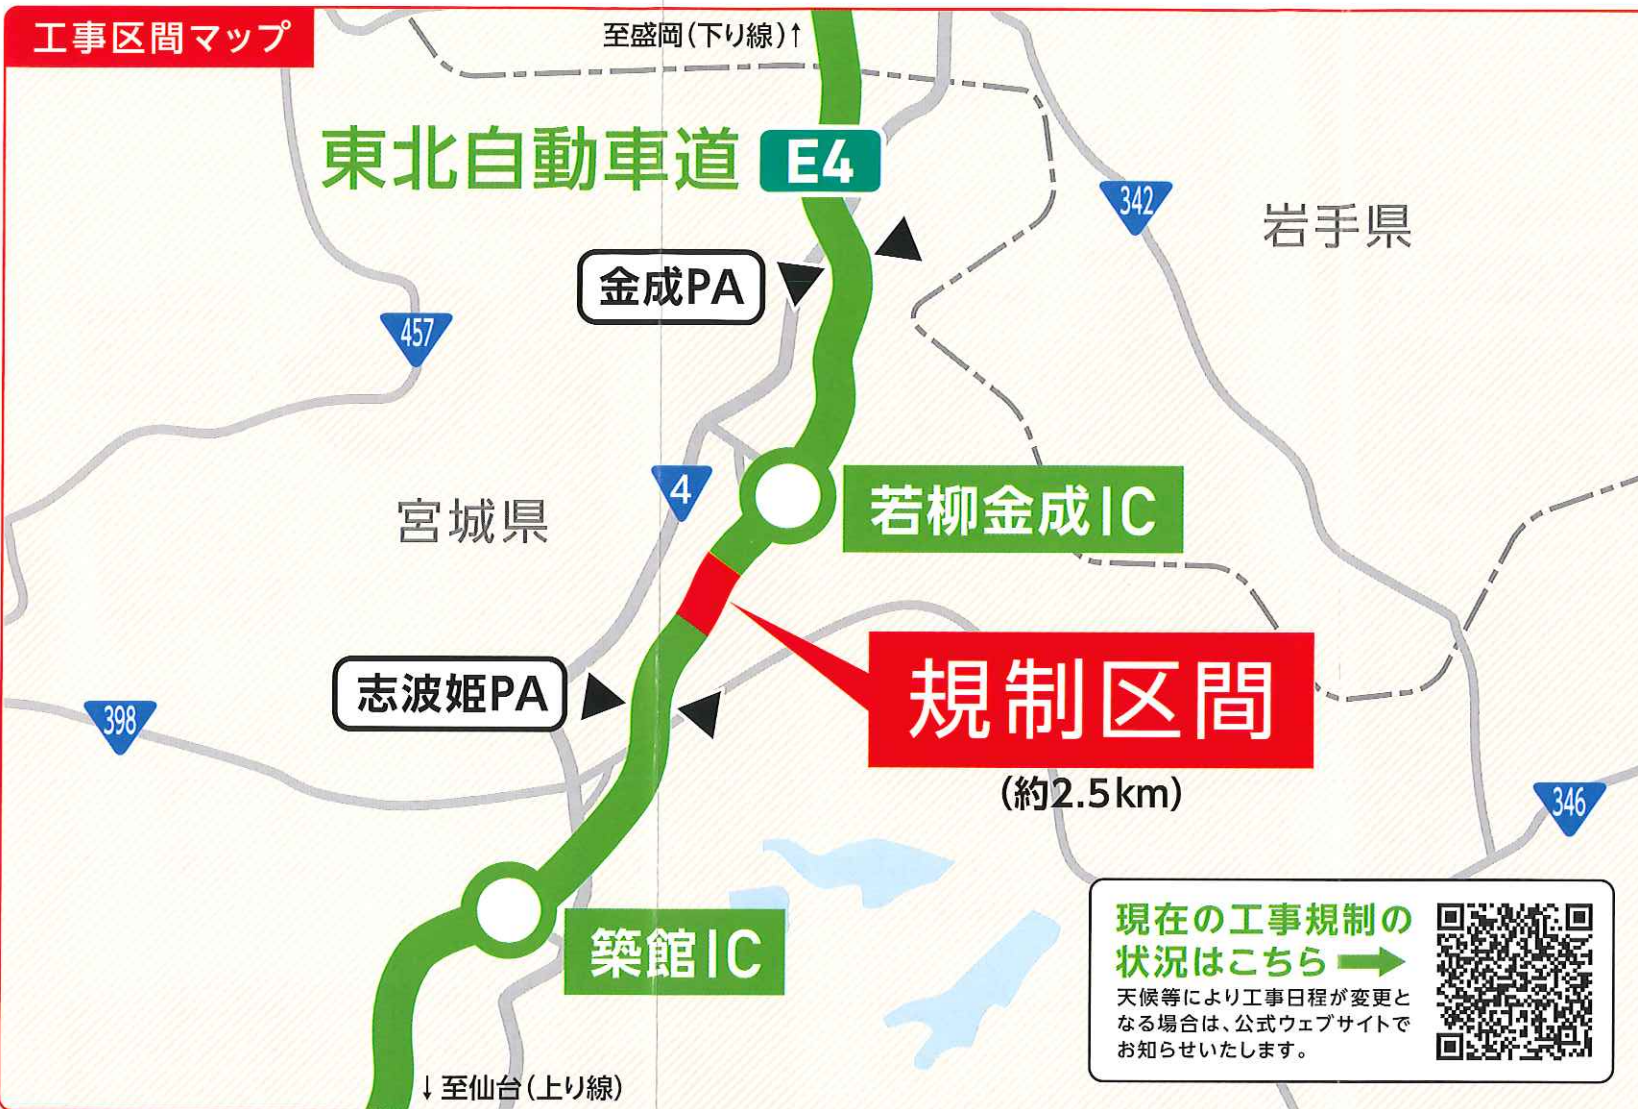 工事区間マップ
至盛岡(下り線)↑
東北自動車道 E4
342
岩手県
金成PA
457
4
若柳金成IC
宮城県
規制区間
(約2.5km)
志波姫PA
398
346
築館IC
現在の工事規制の
状況はこちら➡
天候等により工事日程が変更と
なる場合は、公式ウェブサイトで
お知らせいたします。
↓至仙台(上り線)